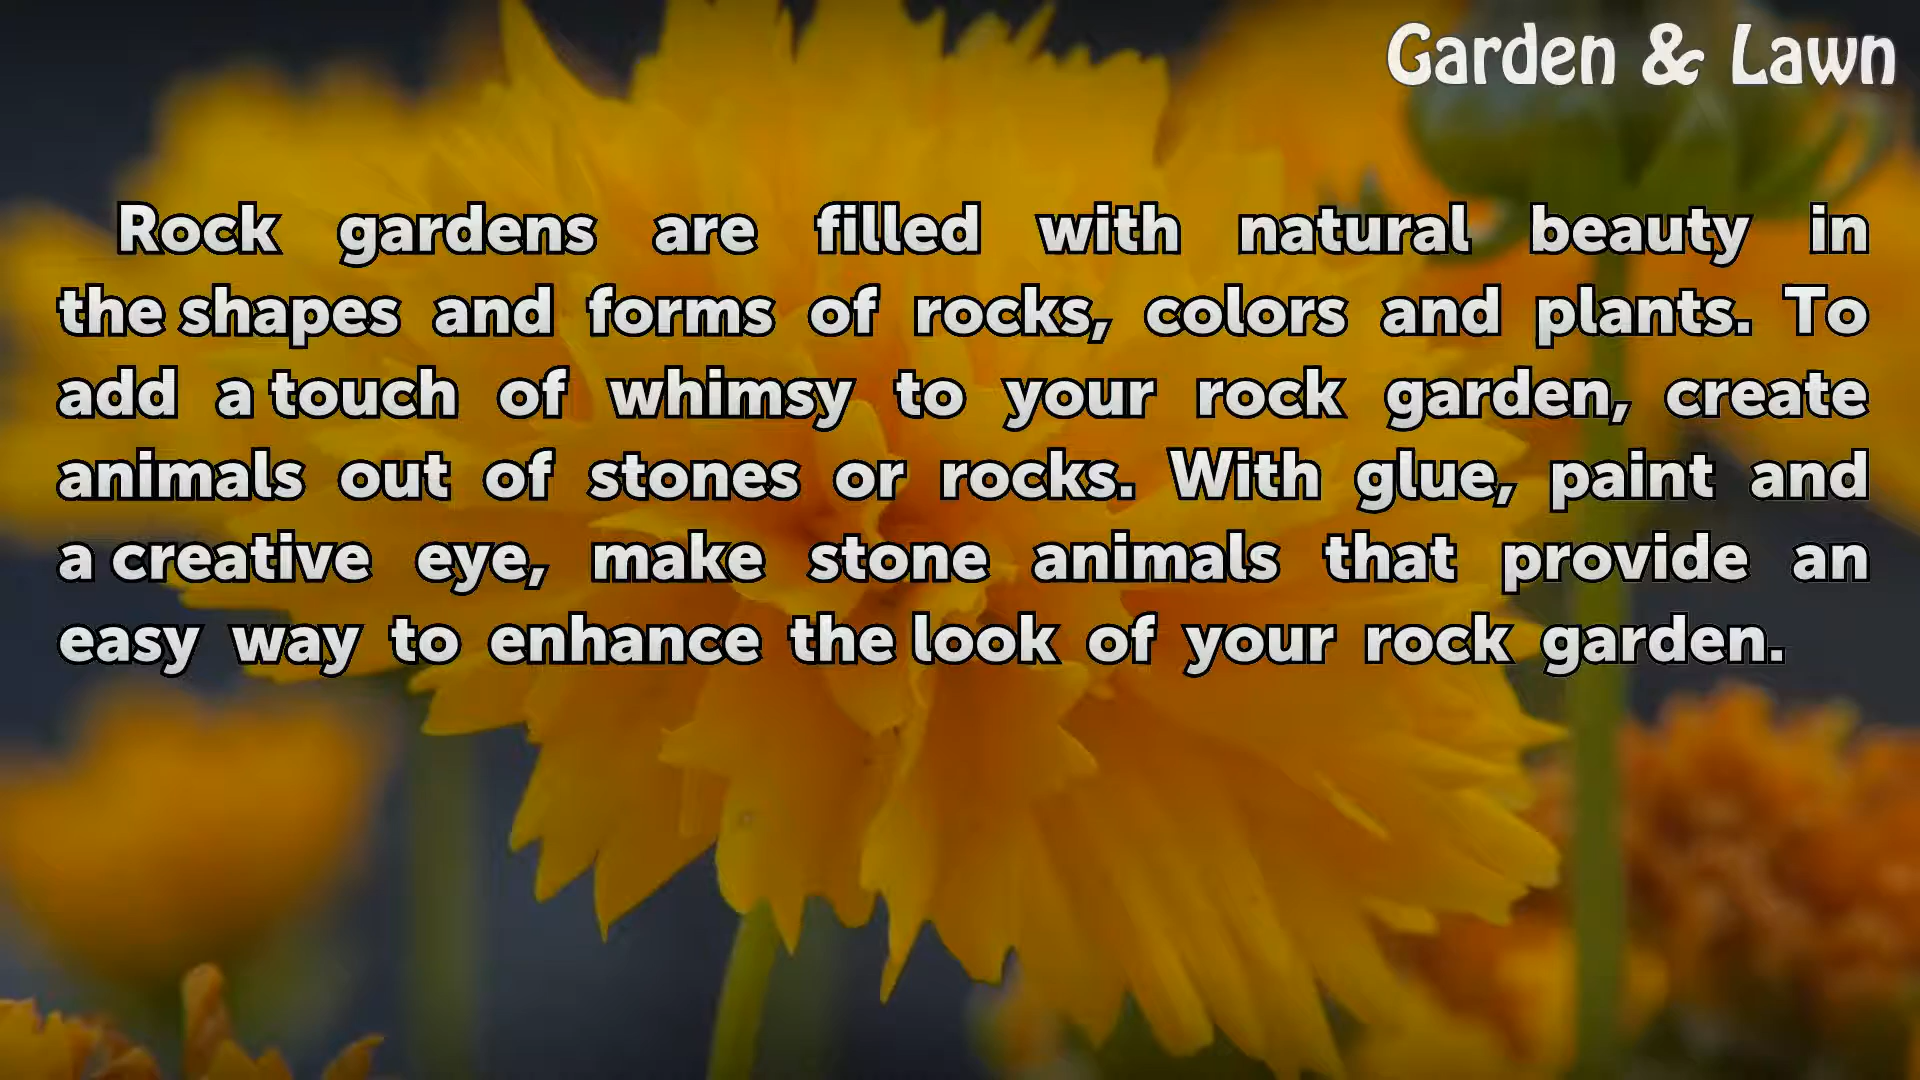 Garden & Lawn
Rock gardens are filled with natural beauty in
the shapes and forms of rocks, colors and plants. To
add a touch of whimsy to your rock garden, create
animals out of stones or rocks. With glue, paint and
a creative eye, make stone animals that provide an
easy way to enhance the look of your rock garden.